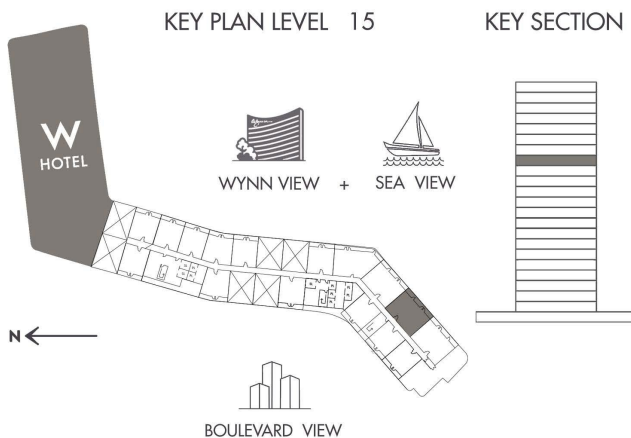 KEY PLAN LEVEL 15
KEY SECTION
W
HOTEL
WYNN VIEW + SEA VIEW
N
BOULEVARD VIEW